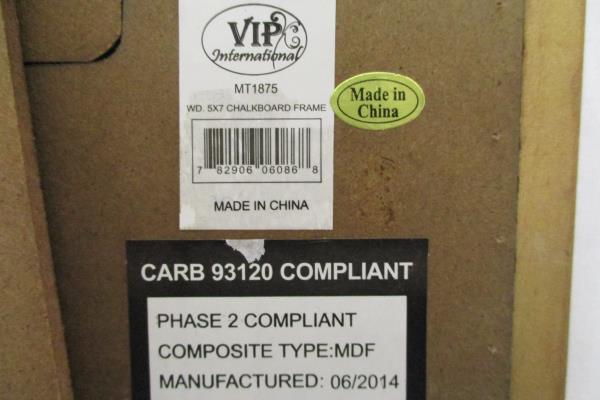 VIP
International
MT1875
WD. 5X7 CHALKBOARD FRAME
7 82906 06086 8
MADE IN CHINA
Made in
China
CARB 93120 COMPLIANT
PHASE 2 COMPLIANT
COMPOSITE TYPE:MDF
MANUFACTURED: 06/2014